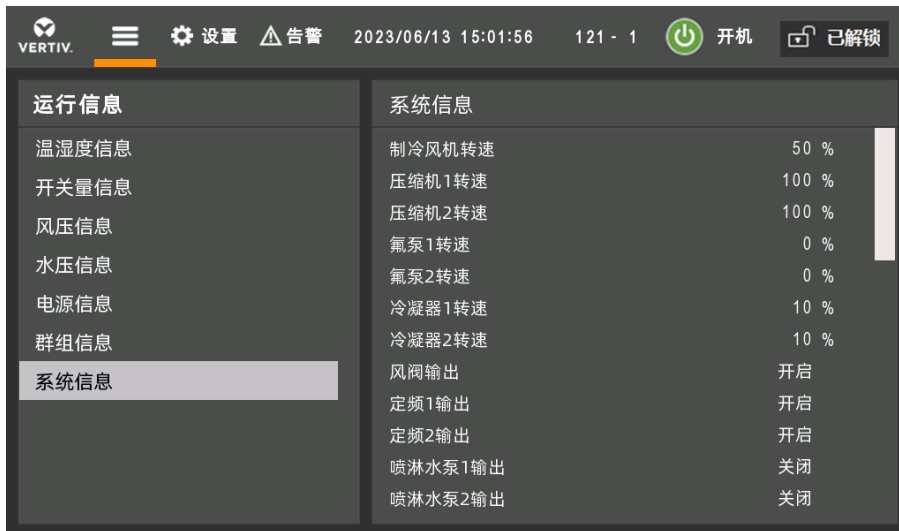 VERTIV. 设置 告警 2023/06/13 15:01:56 121 - 1 开机 已解锁
运行信息
温湿度信息
开关量信息
风压信息
水压信息
电源信息
群组信息
系统信息
系统信息
制冷风机转速 50 %
压缩机1转速 100 %
压缩机2转速 100 %
氟泵1转速 0 %
氟泵2转速 0 %
冷凝器1转速 10 %
冷凝器2转速 10 %
风阀输出 开启
定频1输出 开启
定频2输出 开启
喷淋水泵1输出 关闭
喷淋水泵2输出 关闭